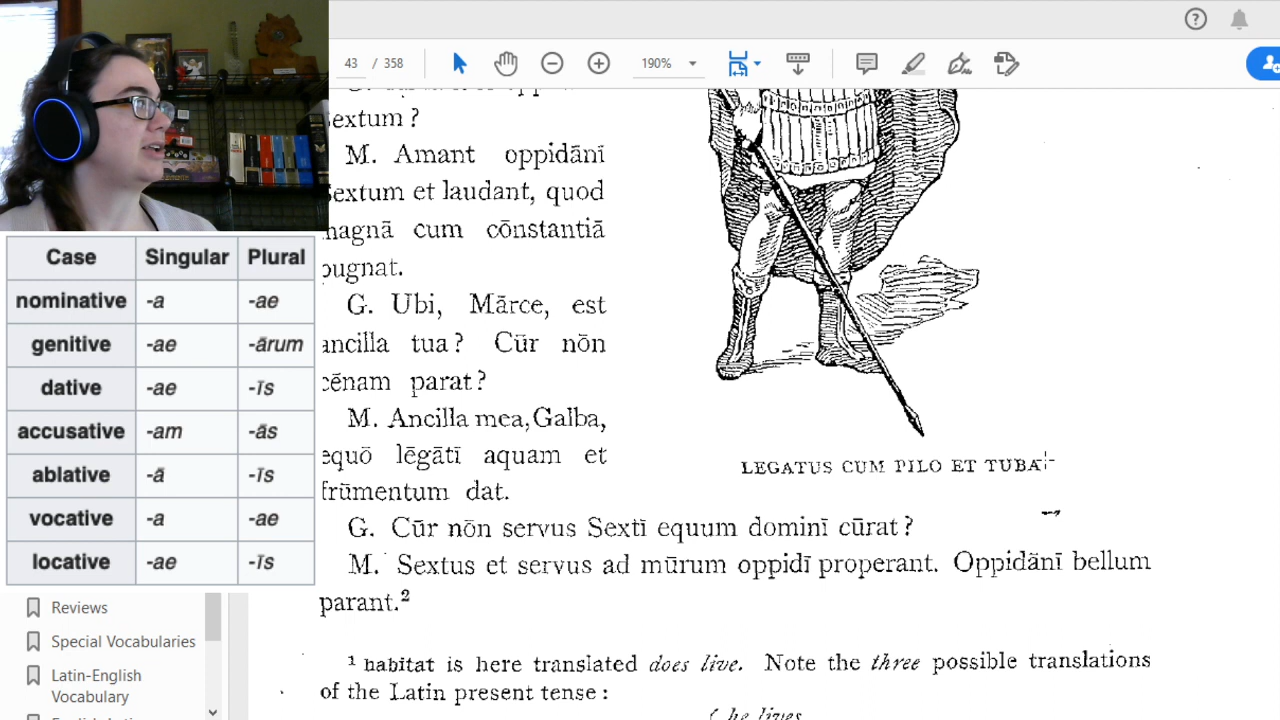 43 / 358
190%
Sextum?
M. Amant oppidānī
Sextum et laudant, quod
magnā cum cōnstantiā
pugnat.
G. Ubi, Mārce, est
ancilla tua? Cūr nōn
cēnam parat?
M. Ancilla mea, Galba,
equō lēgātī aquam et
frūmentum dat.
LEGATUS CUM PILO ET TUBA
G. Cūr nōn servus Sextī equum dominī cūrat?
M. Sextus et servus ad mūrum oppidī properant. Oppidānī bellum
parant.²
¹ habitat is here translated does live. Note the three possible translations
of the Latin present tense:
he lives
Case Singular Plural
nominative -a -ae
genitive -ae -ārum
dative -ae -īs
accusative -am -ās
ablative -ā -īs
vocative -a -ae
locative -ae -īs
Reviews
Special Vocabularies
Latin-English
Vocabulary